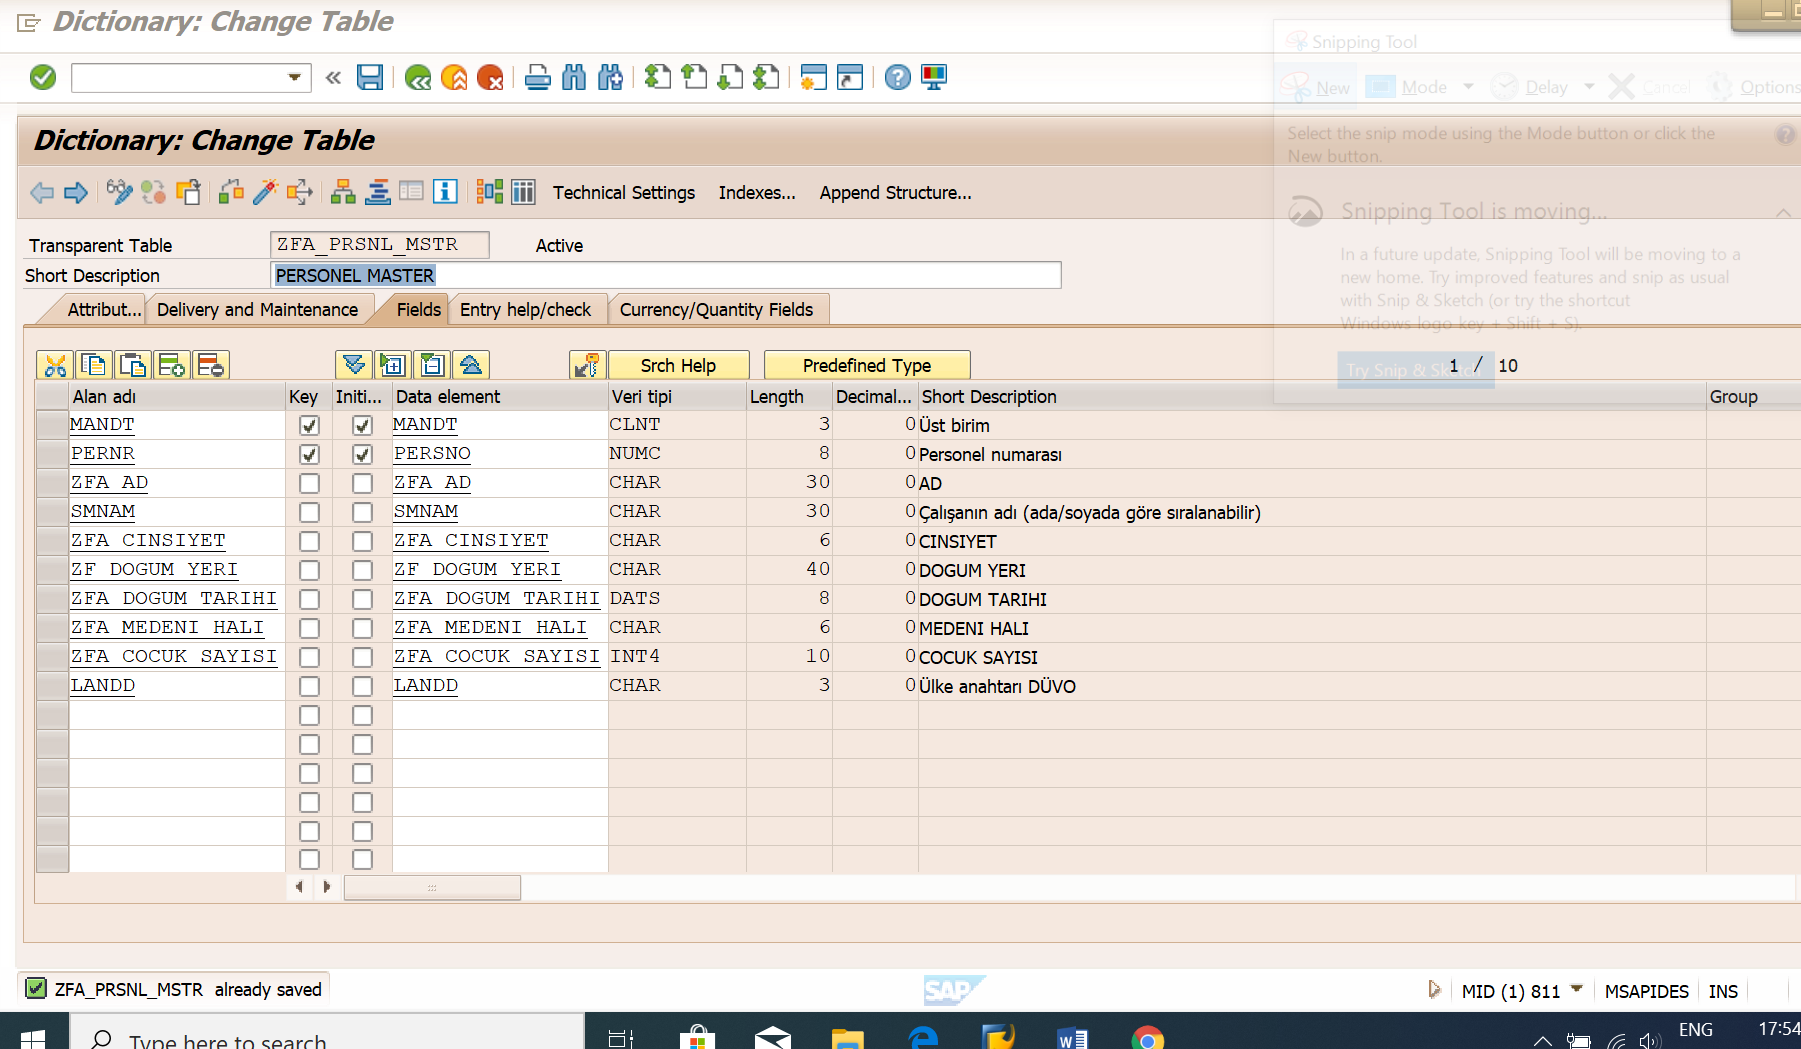 Dictionary: Change Table
Snipping Tool
New Mode Delay Cancel Options
Select the snip mode using the Mode button or click the
New button.
Dictionary: Change Table
Technical Settings Indexes... Append Structure...
Snipping Tool is moving...
In a future update, Snipping Tool will be moving to a
new home. Try improved features and snip as usual
with Snip & Sketch (or try the shortcut
Windows logo key + Shift + S).
Try Snip & Sketch
Transparent Table ZFA_PRSNL_MSTR Active
Short Description PERSONEL MASTER
Attribut... Delivery and Maintenance Fields Entry help/check Currency/Quantity Fields
Srch Help Predefined Type 1 / 10
Alan adı Key Initi... Data element Veri tipi Length Decimal... Short Description Group
MANDT MANDT CLNT 3 0 Üst birim
PERNR PERSNO NUMC 8 0 Personel numarası
ZFA_AD ZFA_AD CHAR 30 0 AD
SMNAM SMNAM CHAR 30 0 Çalışanın adı (ada/soyada göre sıralanabilir)
ZFA_CINSIYET ZFA_CINSIYET CHAR 6 0 CINSIYET
ZF_DOGUM_YERI ZF_DOGUM_YERI CHAR 40 0 DOGUM YERI
ZFA_DOGUM_TARIHI ZFA_DOGUM_TARIHI DATS 8 0 DOGUM TARIHI
ZFA_MEDENI_HALI ZFA_MEDENI_HALI CHAR 6 0 MEDENI HALI
ZFA_COCUK_SAYISI ZFA_COCUK_SAYISI INT4 10 0 COCUK SAYISI
LANDD LANDD CHAR 3 0 Ülke anahtarı DÜVO
ZFA_PRSNL_MSTR already saved
SAP
MID (1) 811 MSAPIDES INS
Type here to search
ENG 17:54